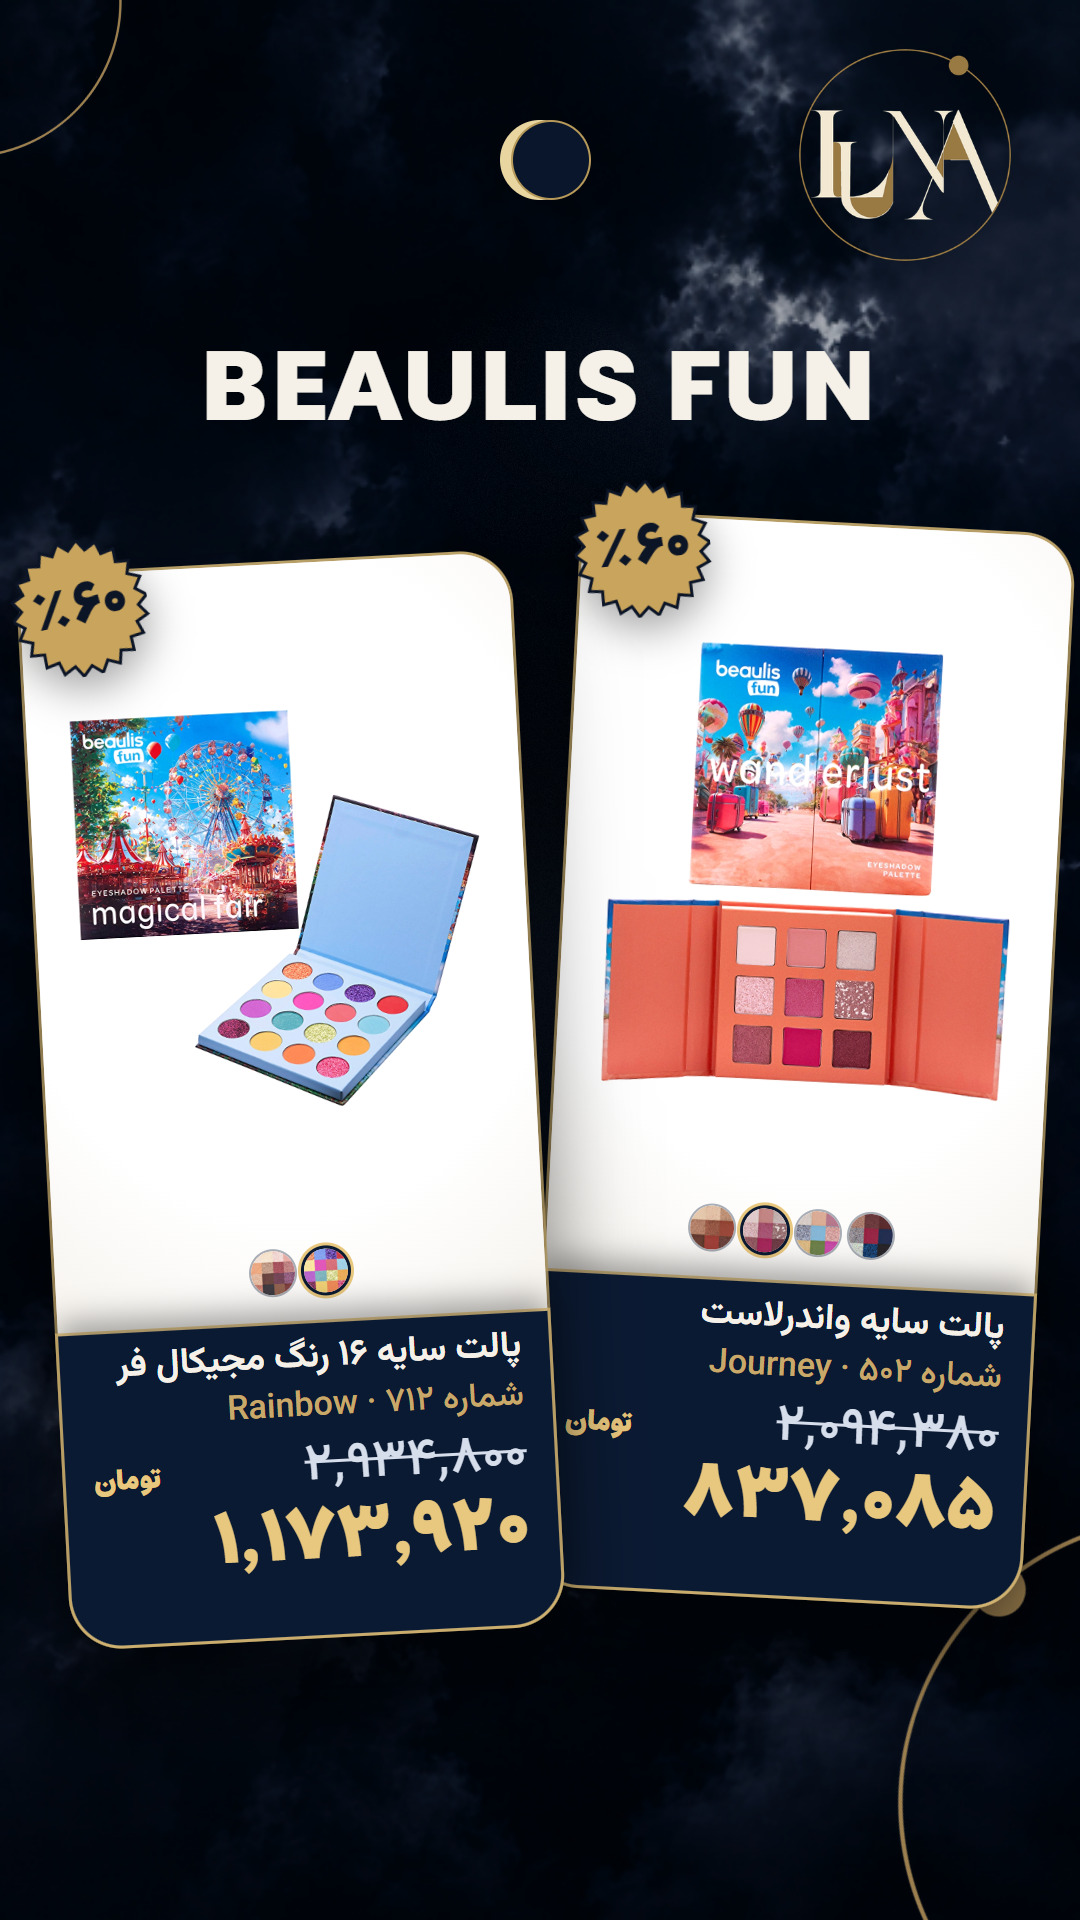 LUNA
BEAULIS FUN
٪۶۰
beaulis
fun
wanderlust
EYESHADOW
PALETTE
پالت سایه واندرلاست
شماره ۵۰۲ · Journey
۲,۰۹۴,۳۸۰
تومان
۸۳۷,۰۸۵
٪۶۰
beaulis
fun
EYESHADOW PALETTE
magical fair
پالت سایه ۱۶ رنگ مجیکال فر
شماره ۷۱۲ · Rainbow
۲,۹۳۴,۸۰۰
تومان
۱,۱۷۳,۹۲۰